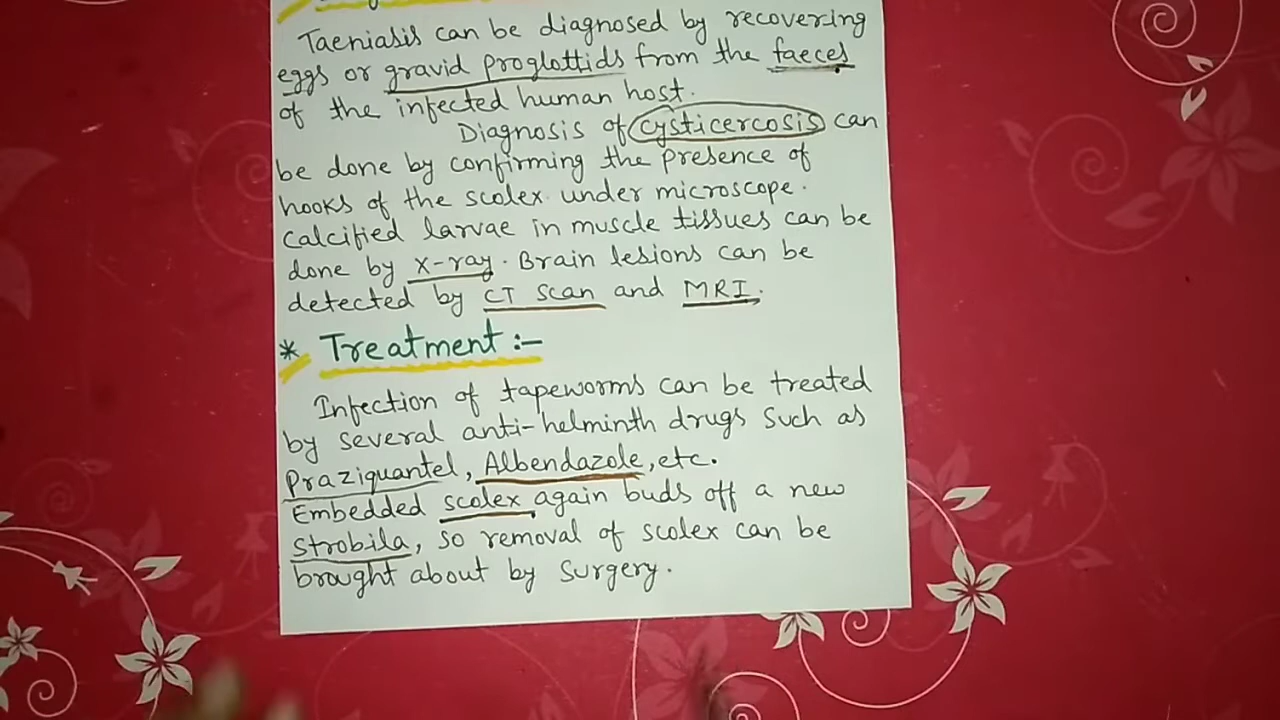 Taeniasis can be diagnosed by recovering
eggs or gravid proglottids from the faeces
of the infected human host.
Diagnosis of cysticercosis can
be done by confirming the presence of
hooks of the scolex under microscope.
Calcified larvae in muscle tissues can be
done by X-ray. Brain lesions can be
detected by CT Scan and MRI.
* Treatment :-
Infection of tapeworms can be treated
by several anti-helminth drugs such as
Praziquantel, Albendazole, etc.
Embedded scolex again buds off a new
strobila, so removal of scolex can be
brought about by surgery.